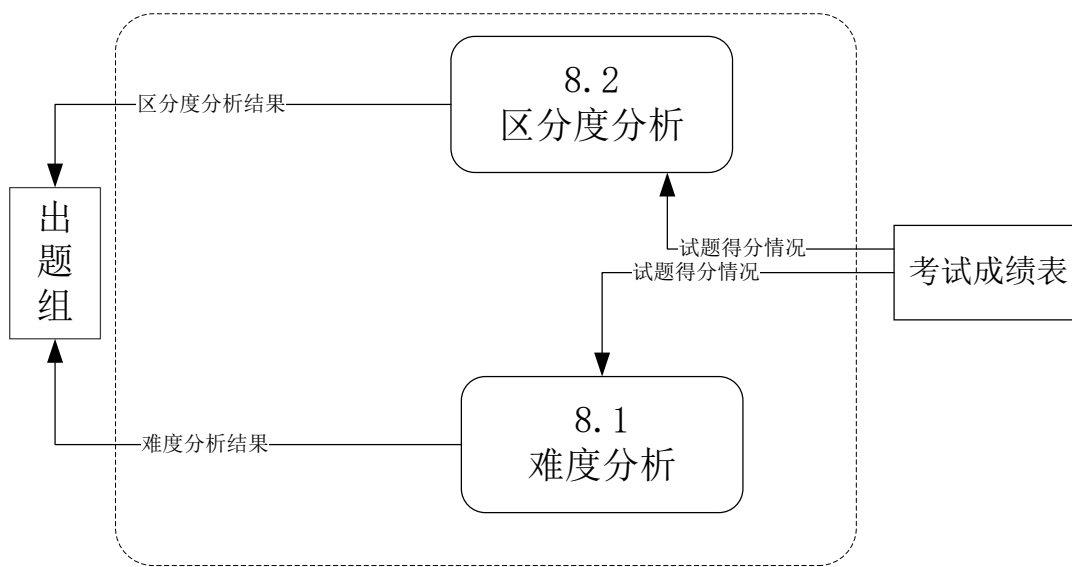 8.2
区分度分析
区分度分析结果
出
题
组
试题得分情况
试题得分情况
考试成绩表
8.1
难度分析
难度分析结果